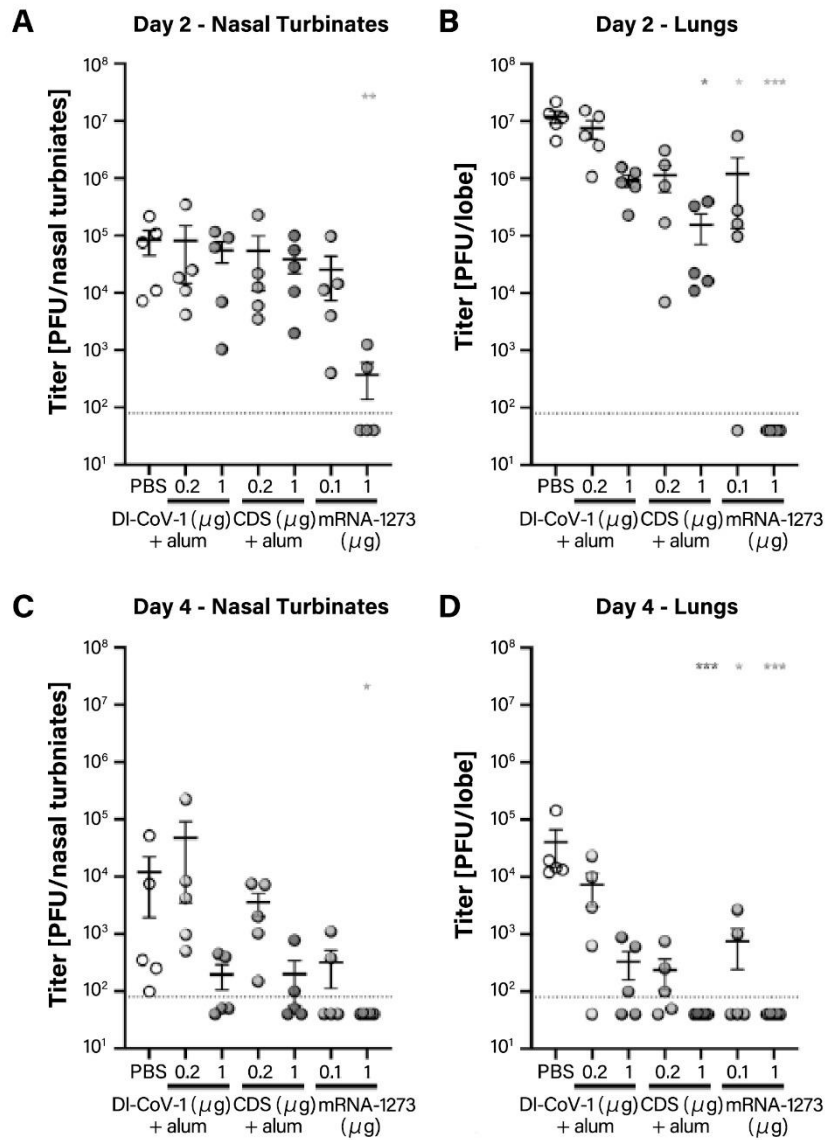 A
Day 2 - Nasal Turbinates
Titer [PFU/nasal turbniates]
10⁸
10⁷
10⁶
10⁵
10⁴
10³
10²
10¹
**
PBS 0.2 1 0.2 1 0.1 1
DI-CoV-1 (μg) CDS (μg) mRNA-1273
+ alum + alum (μg)
B
Day 2 - Lungs
Titer [PFU/lobe]
10⁸
10⁷
10⁶
10⁵
10⁴
10³
10²
10¹
* * ***
PBS 0.2 1 0.2 1 0.1 1
DI-CoV-1 (μg) CDS (μg) mRNA-1273
+ alum + alum (μg)
C
Day 4 - Nasal Turbinates
Titer [PFU/nasal turbniates]
10⁸
10⁷
10⁶
10⁵
10⁴
10³
10²
10¹
*
PBS 0.2 1 0.2 1 0.1 1
DI-CoV-1 (μg) CDS (μg) mRNA-1273
+ alum + alum (μg)
D
Day 4 - Lungs
Titer [PFU/lobe]
10⁸
10⁷
10⁶
10⁵
10⁴
10³
10²
10¹
*** * ***
PBS 0.2 1 0.2 1 0.1 1
DI-CoV-1 (μg) CDS (μg) mRNA-1273
+ alum + alum (μg)